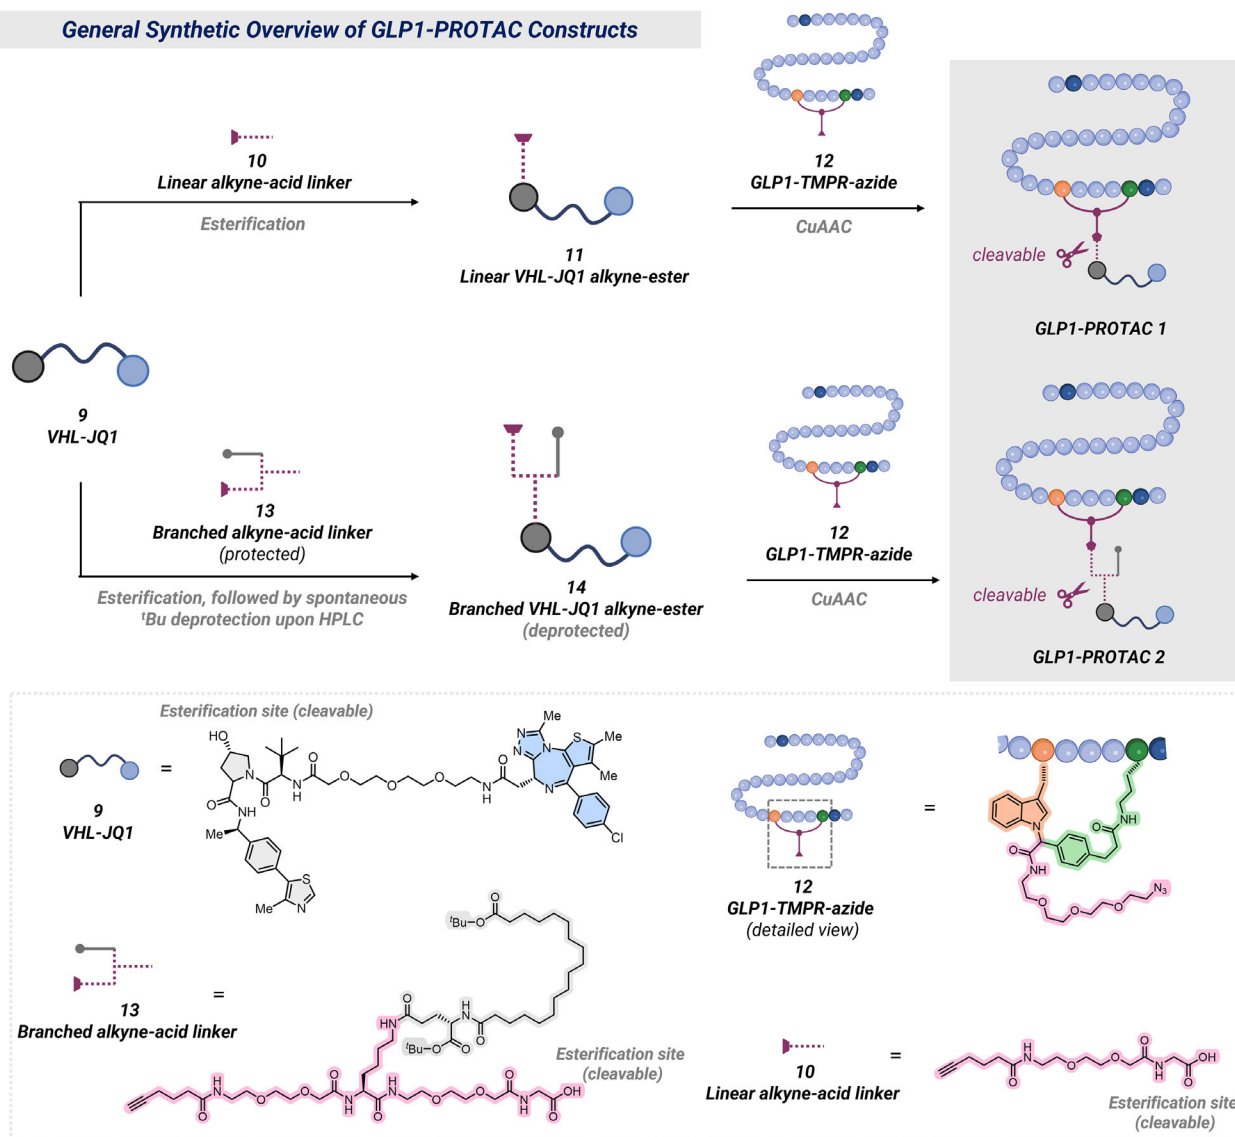 General Synthetic Overview of GLP1-PROTAC Constructs
10
Linear alkyne-acid linker
Esterification
11
Linear VHL-JQ1 alkyne-ester
12
GLP1-TMPR-azide
CuAAC
cleavable
GLP1-PROTAC 1
9
VHL-JQ1
13
Branched alkyne-acid linker
(protected)
Esterification, followed by spontaneous
ᵗBu deprotection upon HPLC
14
Branched VHL-JQ1 alkyne-ester
(deprotected)
12
GLP1-TMPR-azide
CuAAC
cleavable
GLP1-PROTAC 2
Esterification site (cleavable)
9
VHL-JQ1
=
HO
N
O
O
N
H
O
O
O
O
N
H
O
O
NH
Me
S
N
Me
N
N
N
Me
S
Me
Me
N
Cl
12
GLP1-TMPR-azide
(detailed view)
=
N
O
NH
O
NH
O
O
O
N₃
13
Branched alkyne-acid linker
=
ᵗBu
O
O
O
HN
H
N
O
ᵗBu
O
O
O
H
N
O
O
O
N
H
O
H
N
O
O
O
N
H
O
OH
Esterification site
(cleavable)
10
Linear alkyne-acid linker
=
O
H
N
O
O
O
N
H
O
OH
Esterification site
(cleavable)